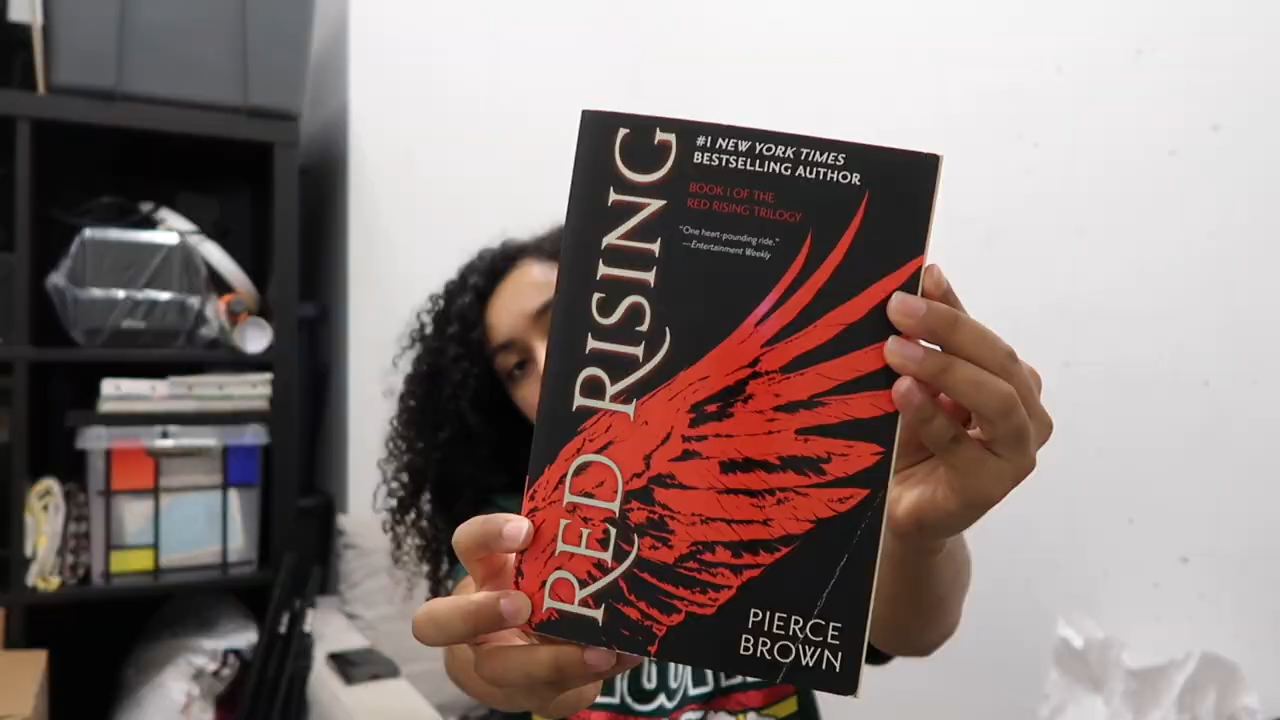 RED RISING
#1 NEW YORK TIMES
BESTSELLING AUTHOR
BOOK I OF THE
RED RISING TRILOGY
"One heart-pounding ride."
—Entertainment Weekly
PIERCE
BROWN